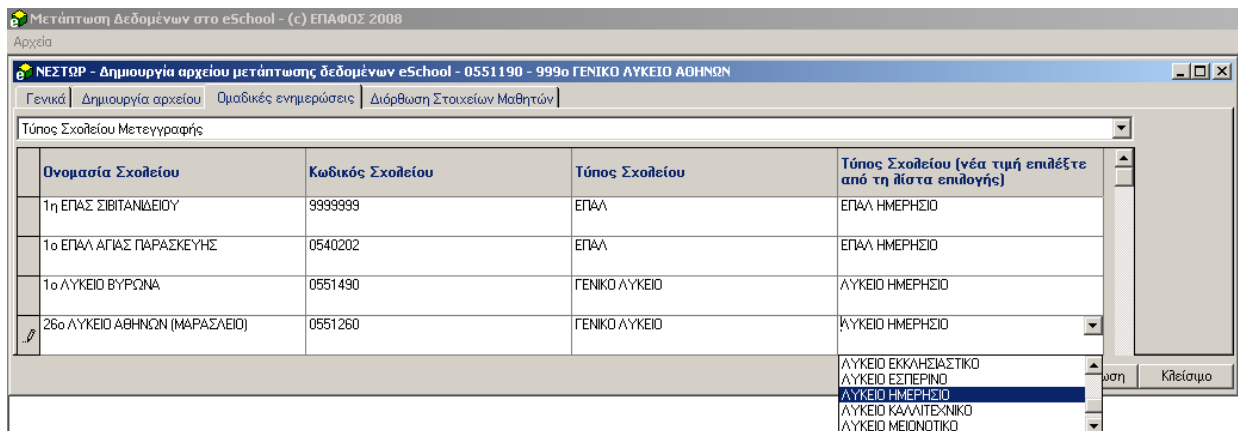 Μετάπτωση Δεδομένων στο eSchool - (c) ΕΠΑΦΟΣ 2008
Αρχεία
ΝΕΣΤΩΡ - Δημιουργία αρχείου μετάπτωσης δεδομένων eSchool - 0551190 - 999ο ΓΕΝΙΚΟ ΛΥΚΕΙΟ ΑΘΗΝΩΝ
Γενικά Δημιουργία αρχείου Ομαδικές ενημερώσεις Διόρθωση Στοιχείων Μαθητών
Τύπος Σχολείου Μετεγγραφής
Ονομασία Σχολείου Κωδικός Σχολείου Τύπος Σχολείου Τύπος Σχολείου (νέα τιμή επιλέξτε
από τη λίστα επιλογής)
1η ΕΠΑΣ ΣΙΒΙΤΑΝΙΔΕΙΟΥ 9999999 ΕΠΑΛ ΕΠΑΛ ΗΜΕΡΗΣΙΟ
1ο ΕΠΑΛ ΑΓΙΑΣ ΠΑΡΑΣΚΕΥΗΣ 0540202 ΕΠΑΛ ΕΠΑΛ ΗΜΕΡΗΣΙΟ
1ο ΛΥΚΕΙΟ ΒΥΡΩΝΑ 0551490 ΓΕΝΙΚΟ ΛΥΚΕΙΟ ΛΥΚΕΙΟ ΗΜΕΡΗΣΙΟ
26ο ΛΥΚΕΙΟ ΑΘΗΝΩΝ (ΜΑΡΑΣΛΕΙΟ) 0551260 ΓΕΝΙΚΟ ΛΥΚΕΙΟ ΛΥΚΕΙΟ ΗΜΕΡΗΣΙΟ
ΛΥΚΕΙΟ ΕΚΚΛΗΣΙΑΣΤΙΚΟ
ΛΥΚΕΙΟ ΕΣΠΕΡΙΝΟ
ΛΥΚΕΙΟ ΗΜΕΡΗΣΙΟ
ΛΥΚΕΙΟ ΚΑΛΛΙΤΕΧΝΙΚΟ
ΛΥΚΕΙΟ ΜΕΙΟΝΟΤΙΚΟ
Κλείσιμο